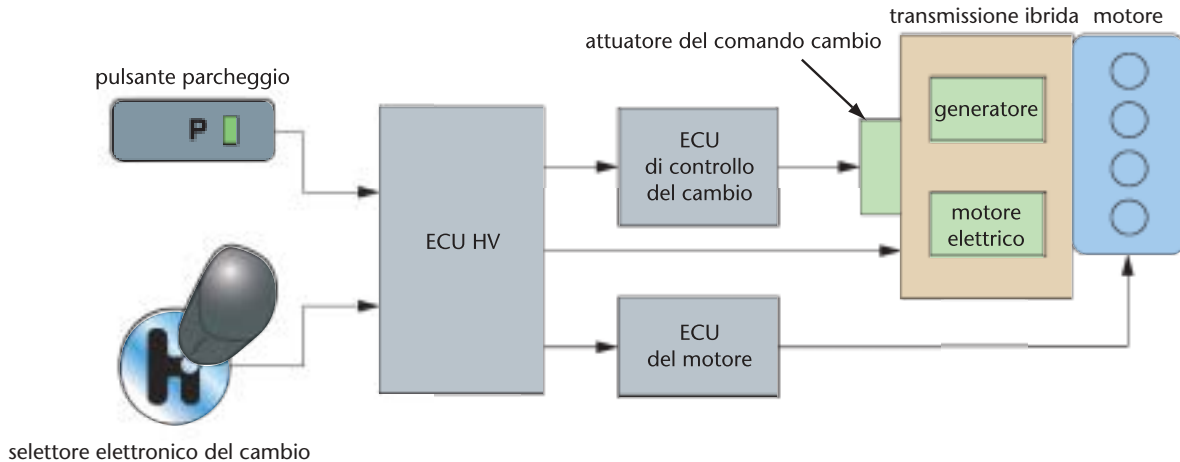 transmissione ibrida
motore
attuatore del comando cambio
pulsante parcheggio
P
generatore
ECU
di controllo
del cambio
motore
elettrico
ECU HV
ECU
del motore
selettore elettronico del cambio